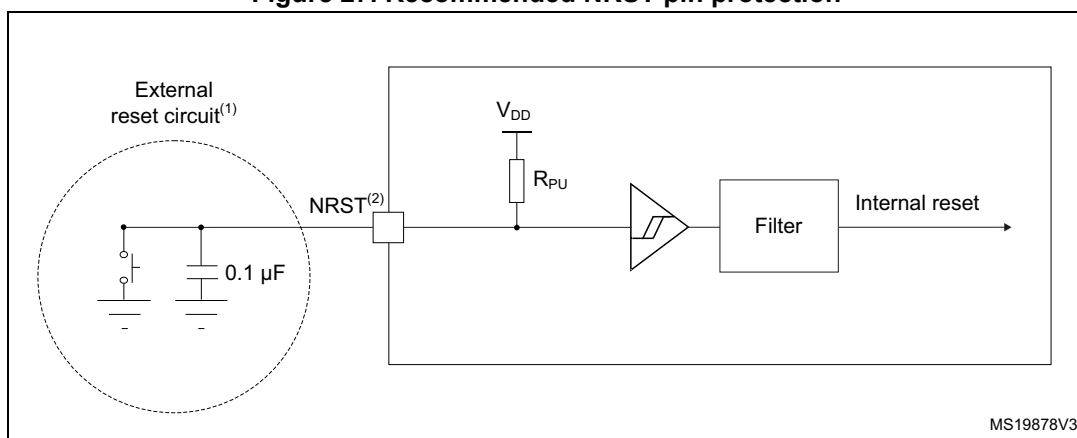 Figure 27. Recommended NRST pin protection
External
reset circuit(1)
VDD
RPU
NRST(2)
Filter
Internal reset
0.1 µF
MS19878V3